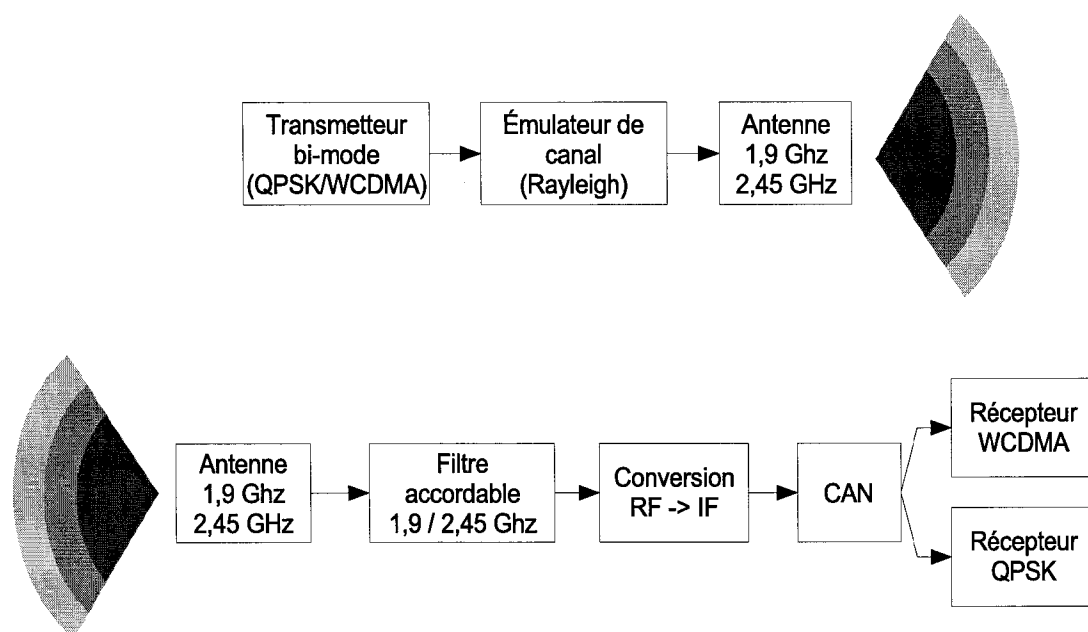 Transmetteur
bi-mode
(QPSK/WCDMA)
Émulateur de
canal
(Rayleigh)
Antenne
1,9 Ghz
2,45 GHz
Antenne
1,9 Ghz
2,45 GHz
Filtre
accordable
1,9 / 2,45 Ghz
Conversion
RF -> IF
CAN
Récepteur
WCDMA
Récepteur
QPSK